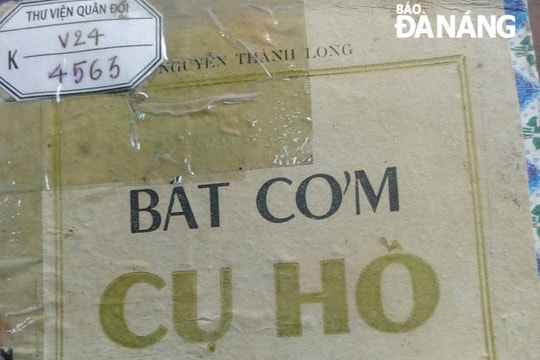 THƯ VIỆN QUÂN ĐỘI
K V24
4563
BÁO
ĐÀ NẴNG
NGUYỄN THÀNH LONG
BÁT CƠM
CỤ HỒ